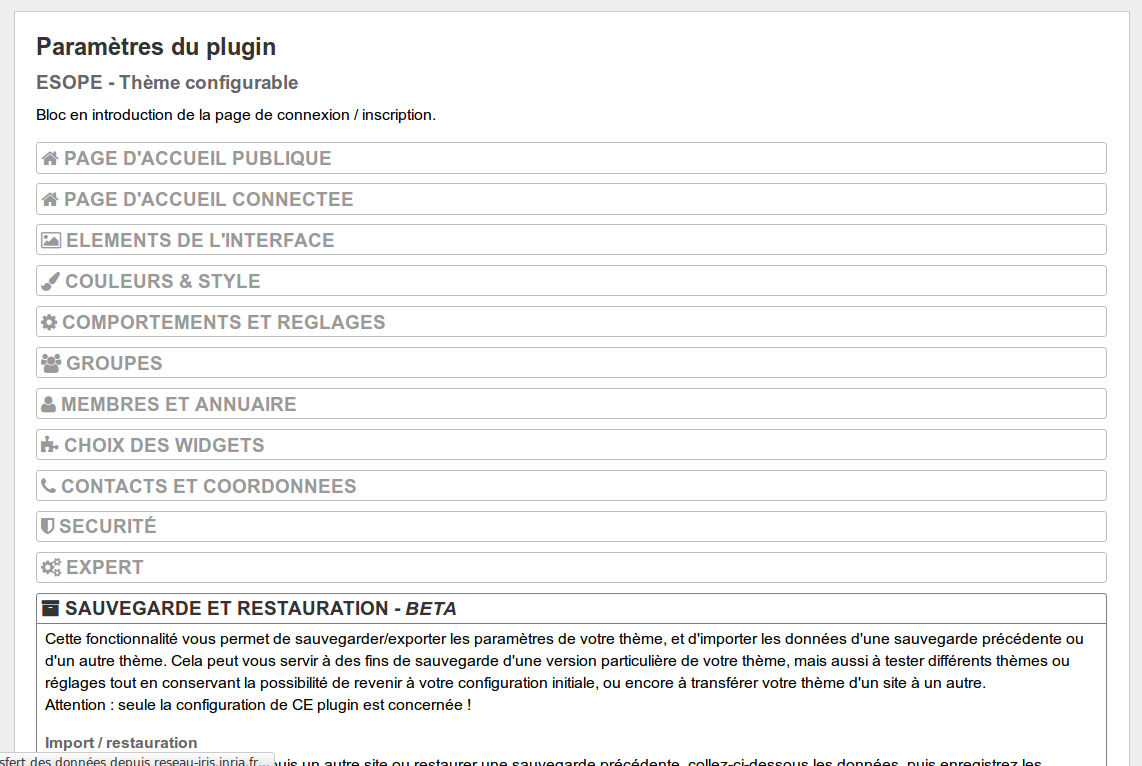 Paramètres du plugin
ESOPE - Thème configurable
Bloc en introduction de la page de connexion / inscription.
PAGE D'ACCUEIL PUBLIQUE
PAGE D'ACCUEIL CONNECTEE
ELEMENTS DE L'INTERFACE
COULEURS & STYLE
COMPORTEMENTS ET REGLAGES
GROUPES
MEMBRES ET ANNUAIRE
CHOIX DES WIDGETS
CONTACTS ET COORDONNEES
SECURITÉ
EXPERT
SAUVEGARDE ET RESTAURATION - BETA
Cette fonctionnalité vous permet de sauvegarder/exporter les paramètres de votre thème, et d'importer les données d'une sauvegarde précédente ou
d'un autre thème. Cela peut vous servir à des fins de sauvegarde d'une version particulière de votre thème, mais aussi à tester différents thèmes ou
réglages tout en conservant la possibilité de revenir à votre configuration initiale, ou encore à transférer votre thème d'un site à un autre.
Attention : seule la configuration de CE plugin est concernée !
Import / restauration
sfert des données depuis reseau-iris.inria.fr... puis un autre site ou restaurer une sauvegarde précédente, collez-ci-dessous les données, puis enregistrez les